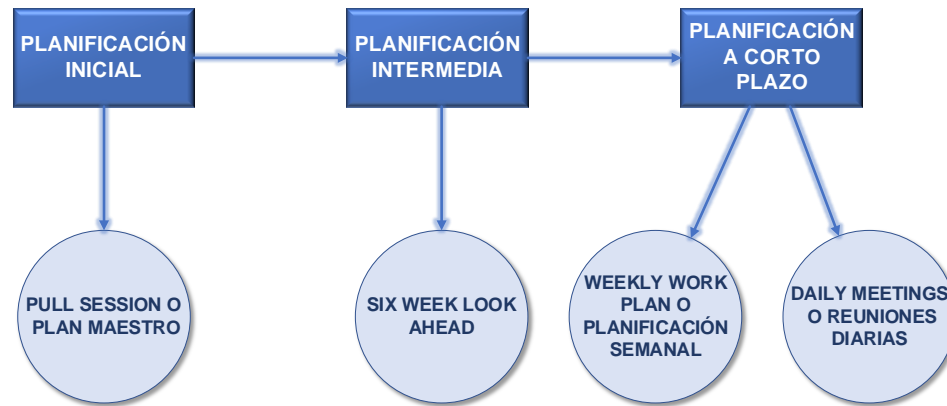 PLANIFICACIÓN
INICIAL
PLANIFICACIÓN
INTERMEDIA
PLANIFICACIÓN
A CORTO
PLAZO
PULL SESSION O
PLAN MAESTRO
SIX WEEK LOOK
AHEAD
WEEKLY WORK
PLAN O
PLANIFICACIÓN
SEMANAL
DAILY MEETINGS
O REUNIONES
DIARIAS